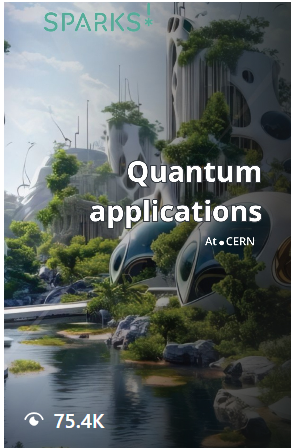 SPARKS!
Quantum
applications
At CERN
75.4K